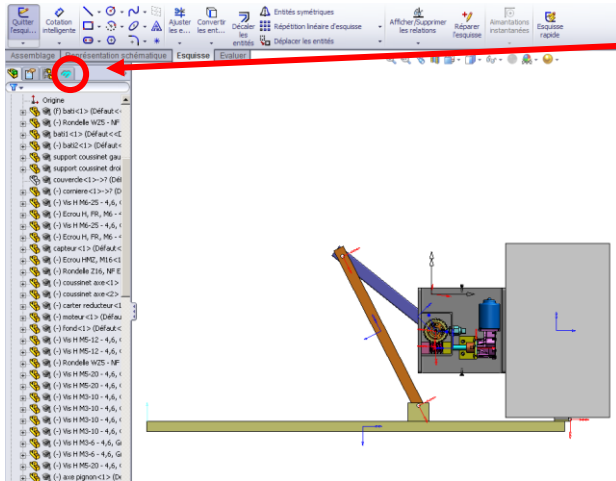 Quitter l'esqui...
Cotation intelligente
Ajuster les e...
Convertir les ent...
Décaler les entités
Entités symétriques
Répétition linéaire d'esquisse
Déplacer les entités
Afficher/Supprimer les relations
Réparer l'esquisse
Aimantations instantanées
Esquisse rapide
Assemblage
Représentation schématique
Esquisse
Evaluer
Origine
(f) bati<1> (Défaut<
(-) Rondelle WZ5 - NF
bati1<1> (Défaut<<D
(-) bati2<1> (Défaut<
support coussinet gau
support coussinet droi
couvercle<1>->? (Dé
(-) corniere<1>->? (D
(-) Vis H M6-25 - 4,6,
(-) Ecrou H, FR, M6 -
(-) Vis H M6-25 - 4,6,
(-) Ecrou H, FR, M6 -
capteur<1> (Défaut<
(-) Ecrou HMZ, M16<1
(-) Rondelle Z16, NF E
(-) coussinet axe<1>
(-) coussinet axe<2>
(-) carter reducteur<1
(-) moteur<1> (Défau
(-) fond<1> (Défaut<
(-) Vis H M5-12 - 4,6,
(-) Vis H M5-12 - 4,6,
(-) Rondelle WZ5 - NF
(-) Vis H M5-20 - 4,6,
(-) Vis H M5-20 - 4,6,
(-) Vis H M3-10 - 4,6,
(-) Vis H M3-10 - 4,6,
(-) Vis H M3-10 - 4,6,
(-) Vis H M3-10 - 4,6,
(-) Vis H M3-6 - 4,6, G
(-) Vis H M3-6 - 4,6, G
(-) Vis H M5-20 - 4,6,
(-) axe pignon<1> (D